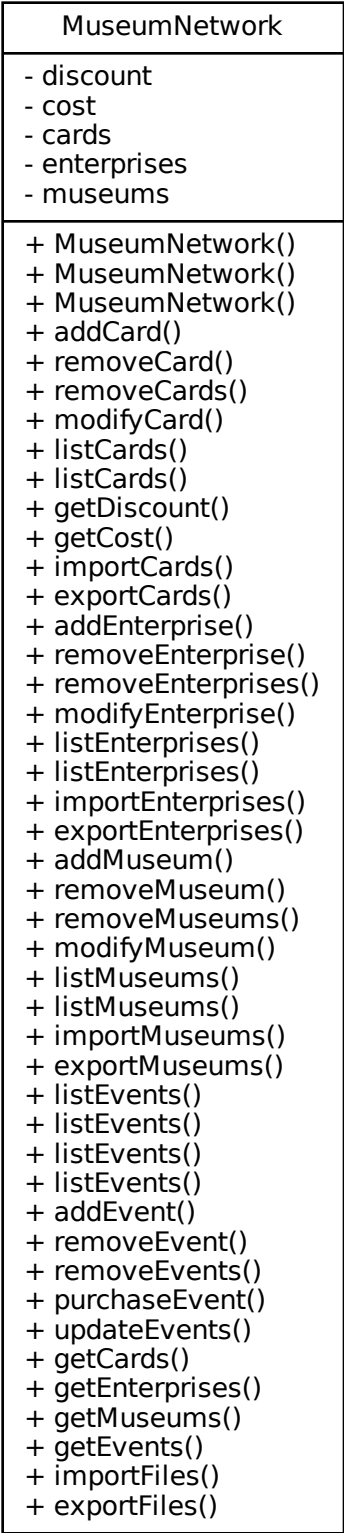 MuseumNetwork
- discount
- cost
- cards
- enterprises
- museums
+ MuseumNetwork()
+ MuseumNetwork()
+ MuseumNetwork()
+ addCard()
+ removeCard()
+ removeCards()
+ modifyCard()
+ listCards()
+ listCards()
+ getDiscount()
+ getCost()
+ importCards()
+ exportCards()
+ addEnterprise()
+ removeEnterprise()
+ removeEnterprises()
+ modifyEnterprise()
+ listEnterprises()
+ listEnterprises()
+ importEnterprises()
+ exportEnterprises()
+ addMuseum()
+ removeMuseum()
+ removeMuseums()
+ modifyMuseum()
+ listMuseums()
+ listMuseums()
+ importMuseums()
+ exportMuseums()
+ listEvents()
+ listEvents()
+ listEvents()
+ listEvents()
+ addEvent()
+ removeEvent()
+ removeEvents()
+ purchaseEvent()
+ updateEvents()
+ getCards()
+ getEnterprises()
+ getMuseums()
+ getEvents()
+ importFiles()
+ exportFiles()